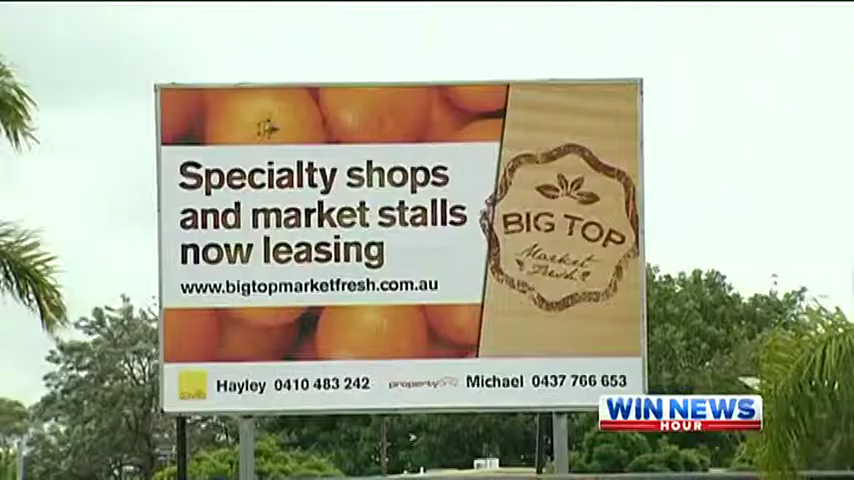 Specialty shops
and market stalls
now leasing
www.bigtopmarketfresh.com.au
BIG TOP
Market
Fresh
Hayley 0410 483 242
property
Michael 0437 766 653
WIN NEWS
HOUR